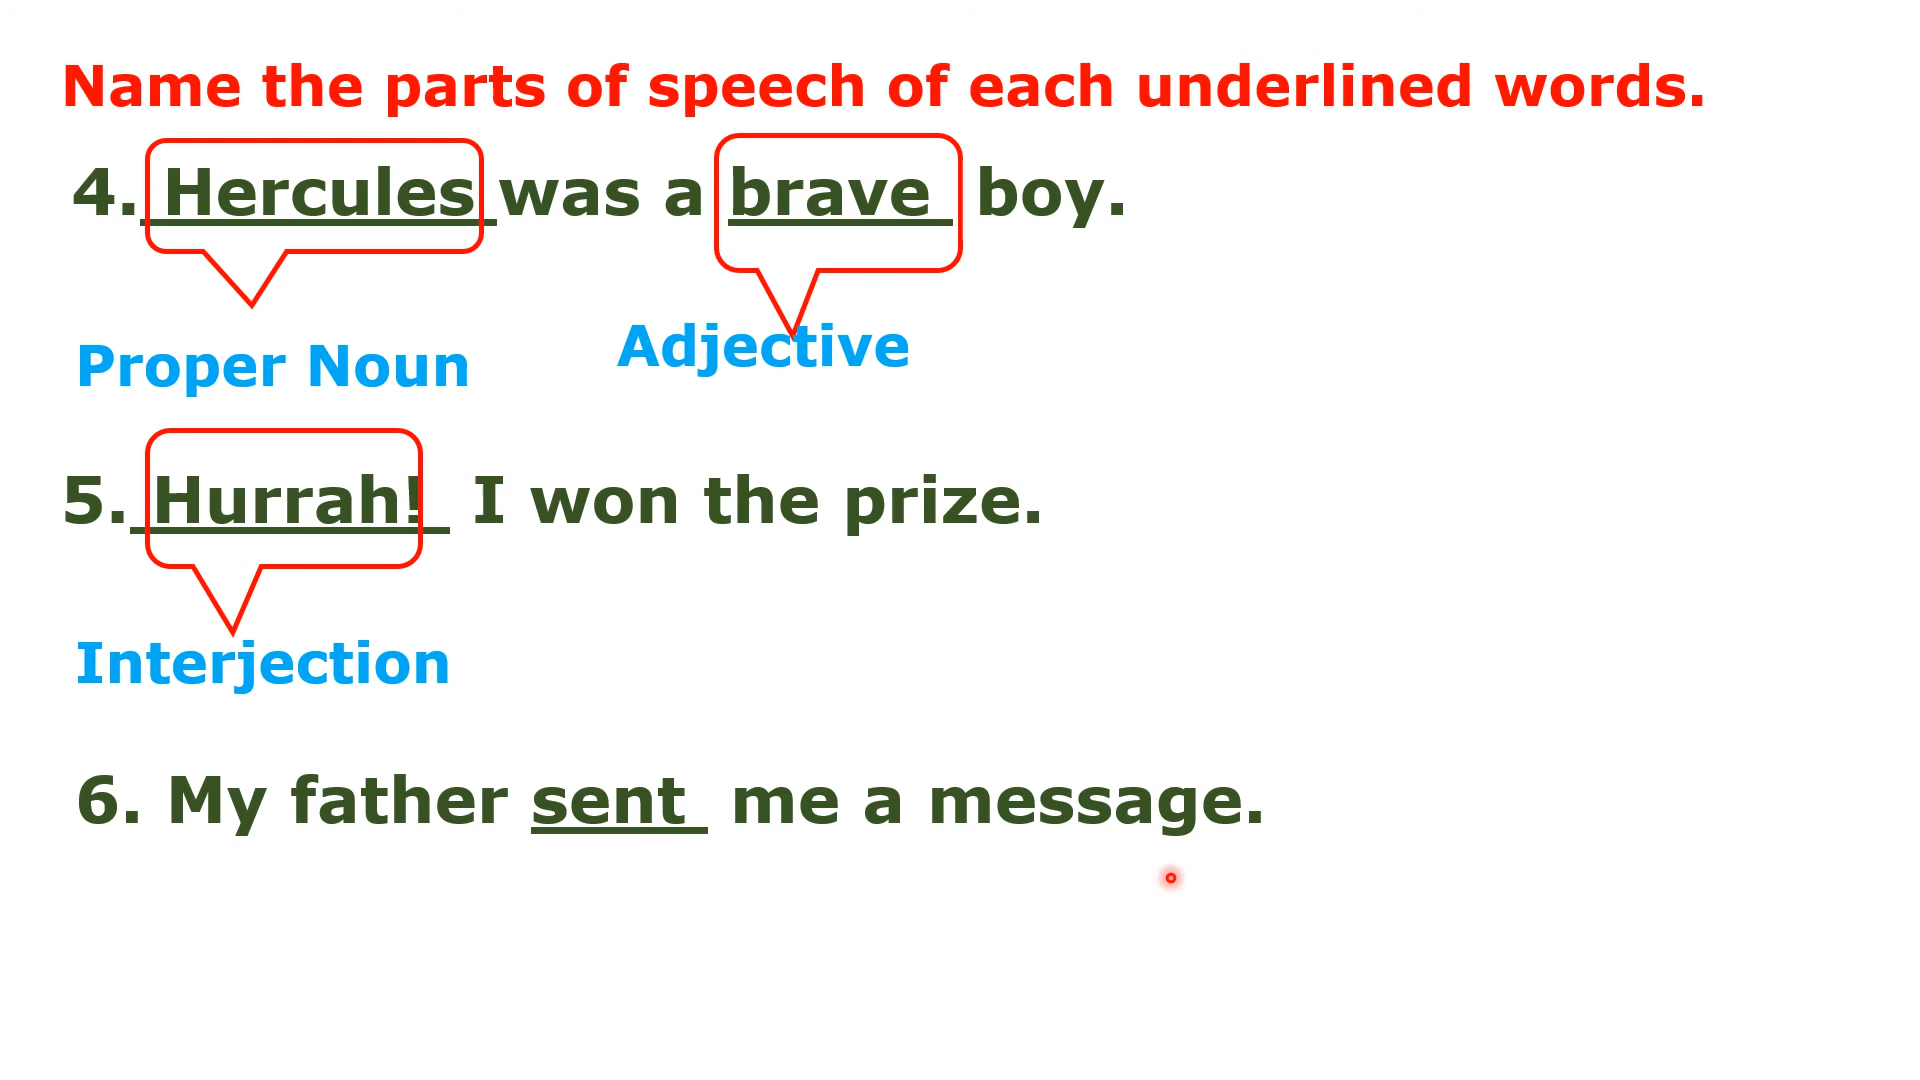 Name the parts of speech of each underlined words.
4. Hercules was a brave boy.
Proper Noun Adjective
5. Hurrah! I won the prize.
Interjection
6. My father sent me a message.